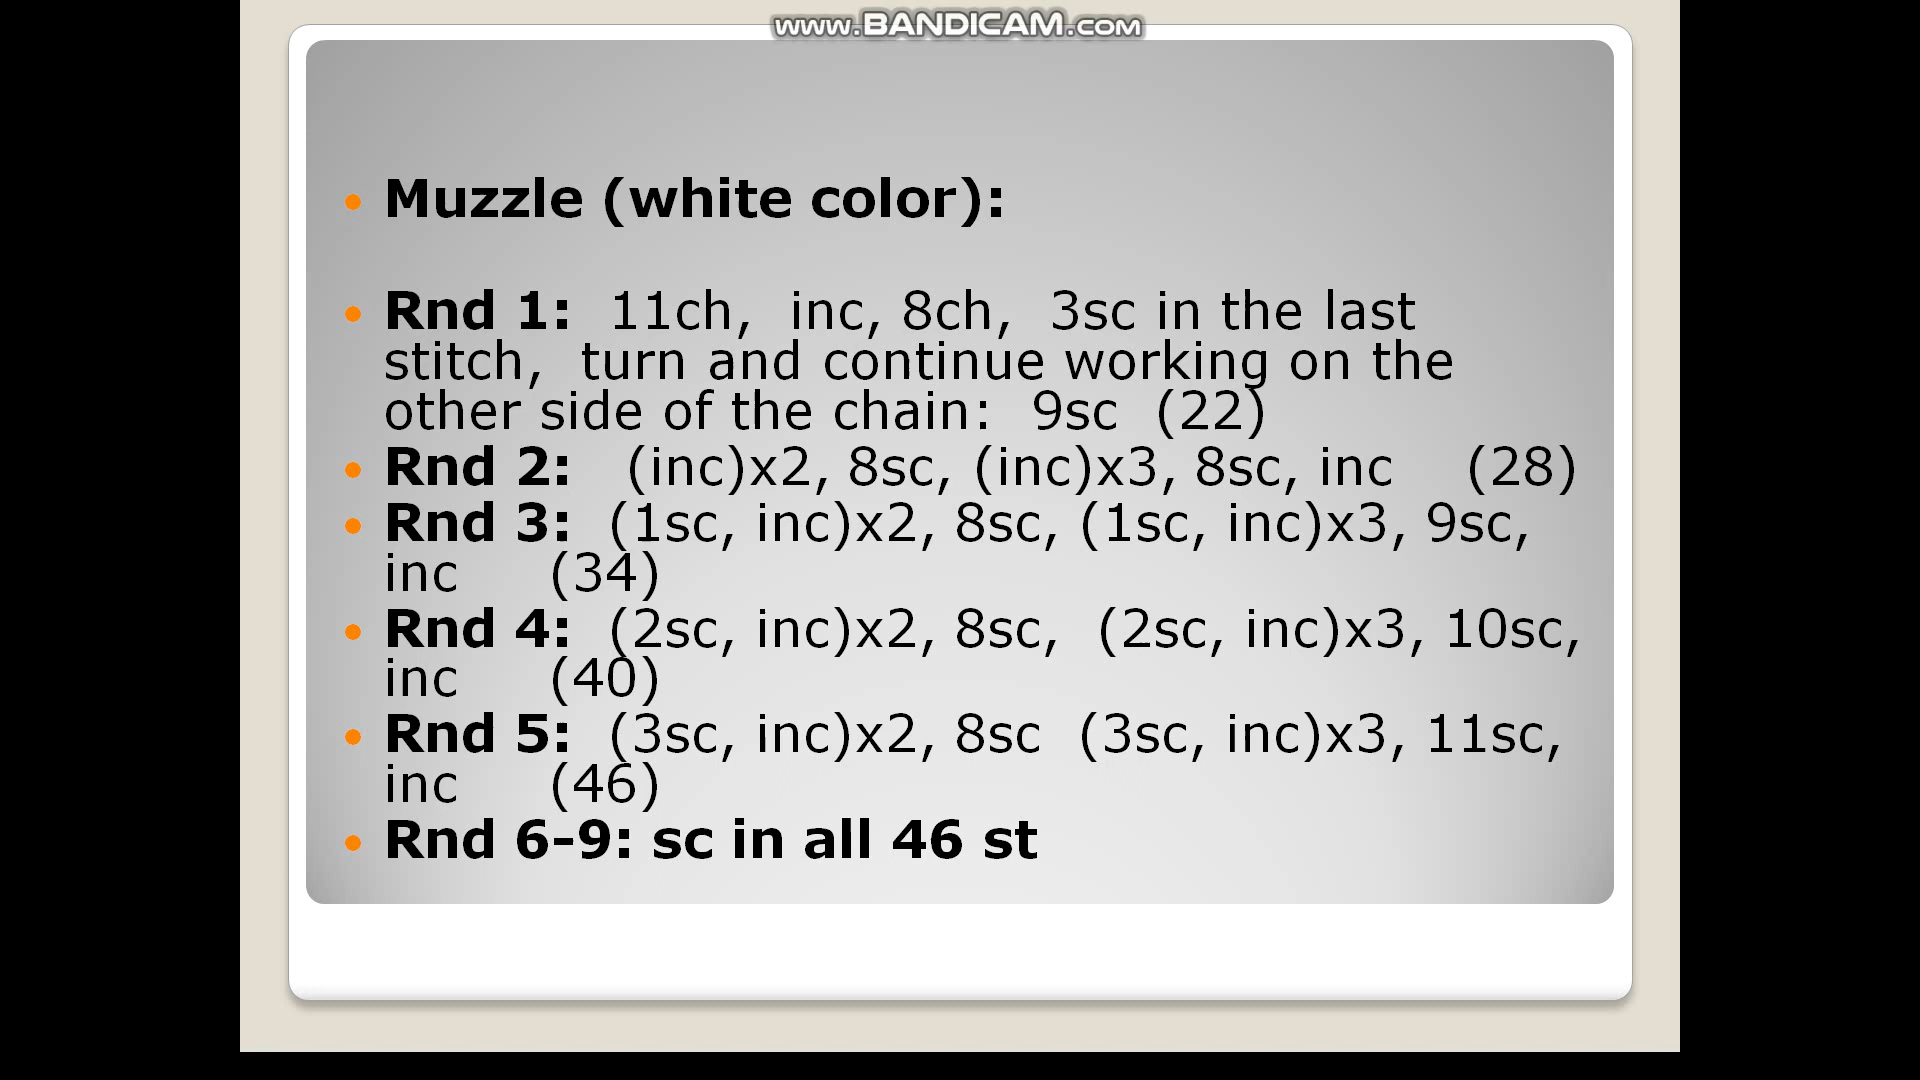 www.BANDICAM.com
• Muzzle (white color):
• Rnd 1: 11ch, inc, 8ch, 3sc in the last
stitch, turn and continue working on the
other side of the chain: 9sc (22)
• Rnd 2: (inc)x2, 8sc, (inc)x3, 8sc, inc (28)
• Rnd 3: (1sc, inc)x2, 8sc, (1sc, inc)x3, 9sc,
inc (34)
• Rnd 4: (2sc, inc)x2, 8sc, (2sc, inc)x3, 10sc,
inc (40)
• Rnd 5: (3sc, inc)x2, 8sc (3sc, inc)x3, 11sc,
inc (46)
• Rnd 6-9: sc in all 46 st